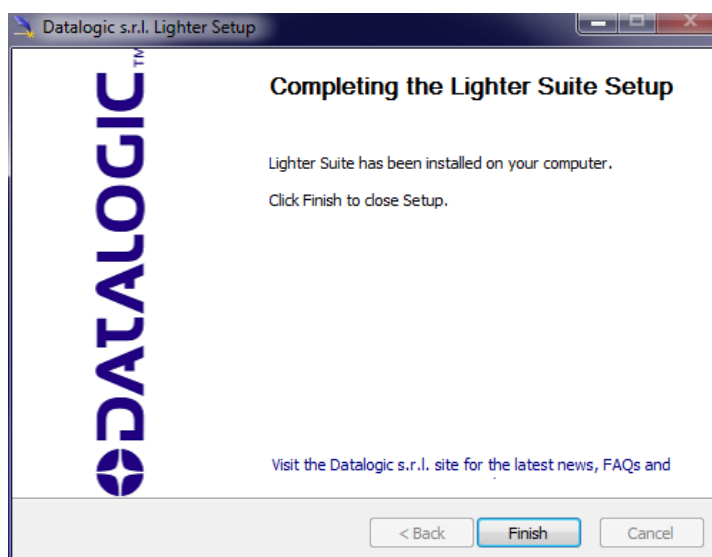 Datalogic s.r.l. Lighter Setup
DATALOGIC™
Completing the Lighter Suite Setup
Lighter Suite has been installed on your computer.
Click Finish to close Setup.
Visit the Datalogic s.r.l. site for the latest news, FAQs and
< Back
Finish
Cancel